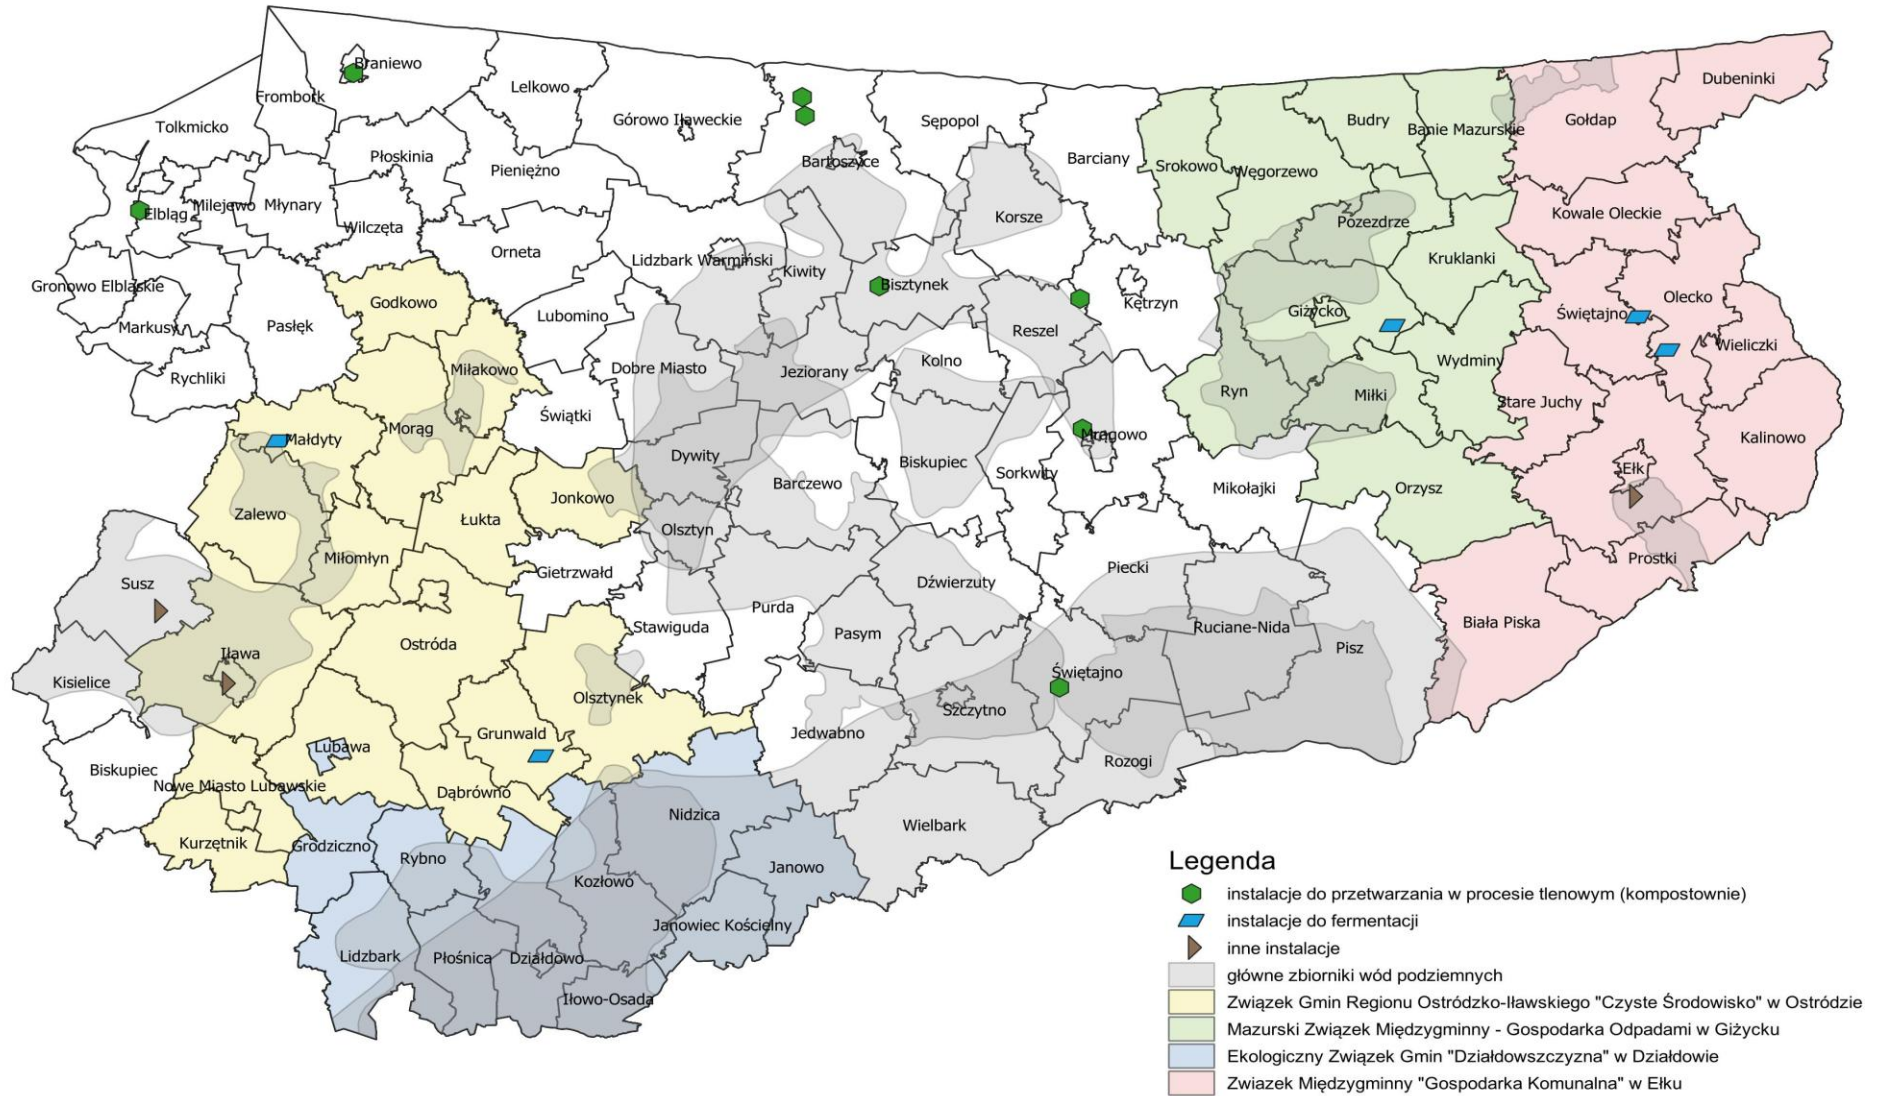 Braniewo
Lelkowo
Frombork
Tolkmicko
Górowo Iławeckie
Sępopol
Bartoszyce
Barciany
Srokowo
Węgorzewo
Budry
Banie Mazurskie
Gołdap
Dubeninki
Płoskinia
Pieniężno
Elbląg
Milejewo
Młynary
Wilczęta
Orneta
Lidzbark Warmiński
Kiwity
Korsze
Pozezdrze
Kowale Oleckie
Kruklanki
Gronowo Elbląskie
Markusy
Pasłęk
Godkowo
Lubomino
Bisztynek
Reszel
Kętrzyn
Giżycko
Świętajno
Olecko
Wieliczki
Rychliki
Miłakowo
Dobre Miasto
Jeziorany
Kolno
Wydminy
Ryn
Miłki
Stare Juchy
Świątki
Małdyty
Morąg
Dywity
Barczewo
Biskupiec
Sorkwity
Mrągowo
Mikołajki
Orzysz
Kalinowo
Ełk
Zalewo
Łukta
Jonkowo
Olsztyn
Miłomłyn
Gietrzwałd
Susz
Dźwierzuty
Piecki
Prostki
Purda
Stawiguda
Pasym
Ruciane-Nida
Pisz
Biała Piska
Ostróda
Iława
Kisielice
Olsztynek
Świętajno
Szczytno
Jedwabno
Grunwald
Lubawa
Biskupiec
Nowe Miasto Lubawskie
Dąbrówno
Rozogi
Nidzica
Wielbark
Kurzętnik
Grodziczno
Rybno
Kozłowo
Janowo
Janowiec Kościelny
Lidzbark
Płośnica
Działdowo
Iłowo-Osada
Legenda
instalacje do przetwarzania w procesie tlenowym (kompostownie)
instalacje do fermentacji
inne instalacje
główne zbiorniki wód podziemnych
Związek Gmin Regionu Ostródzko-Iławskiego "Czyste Środowisko" w Ostródzie
Mazurski Związek Międzygminny - Gospodarka Odpadami w Giżycku
Ekologiczny Związek Gmin "Działdowszczyzna" w Działdowie
Zwiazek Międzygminny "Gospodarka Komunalna" w Ełku